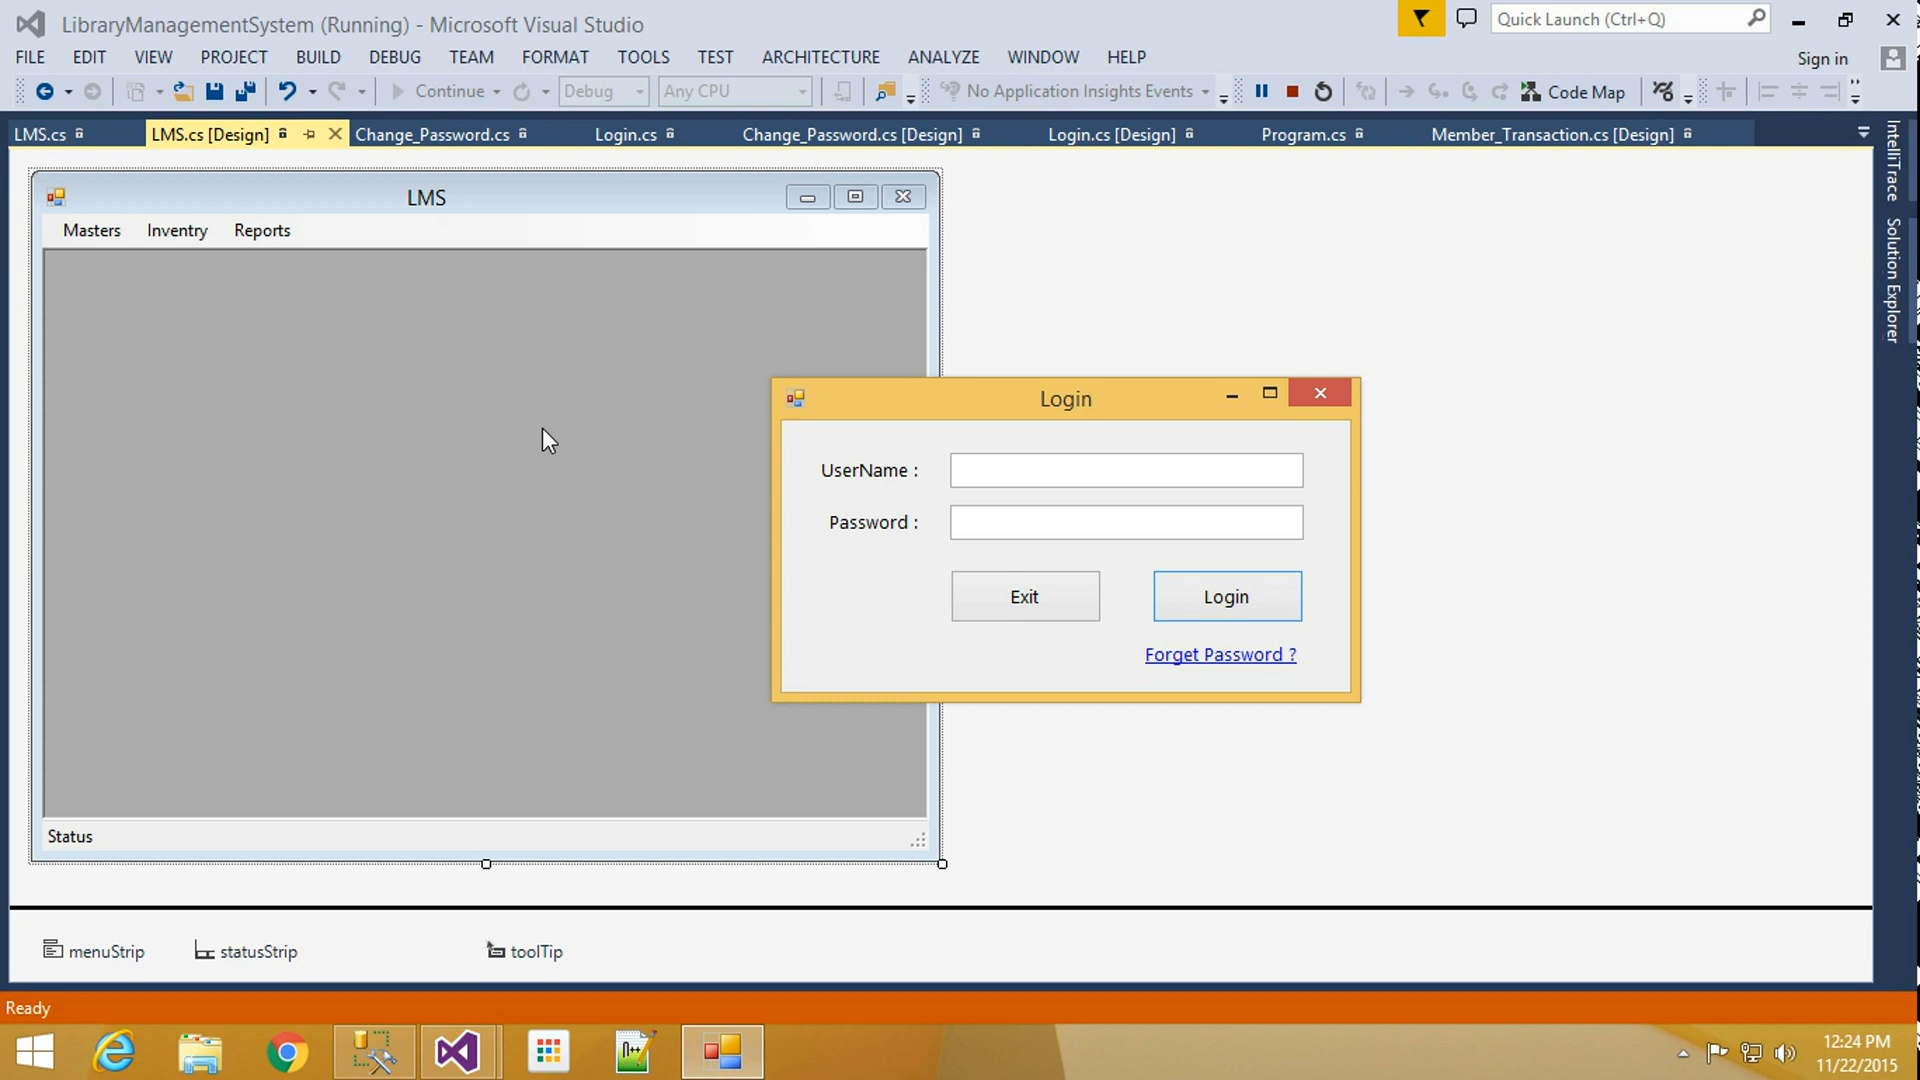 LibraryManagementSystem (Running) - Microsoft Visual Studio
Quick Launch (Ctrl+Q)
FILE EDIT VIEW PROJECT BUILD DEBUG TEAM FORMAT TOOLS TEST ARCHITECTURE ANALYZE WINDOW HELP
Sign in
Continue Debug Any CPU No Application Insights Events Code Map
LMS.cs LMS.cs [Design] Change_Password.cs Login.cs Change_Password.cs [Design] Login.cs [Design] Program.cs Member_Transaction.cs [Design]
IntelliTrace
Solution Explorer
LMS
Masters Inventry Reports
Login
UserName :
Password :
Exit Login
Forget Password ?
Status
menuStrip statusStrip toolTip
Ready
n++
12:24 PM
11/22/2015